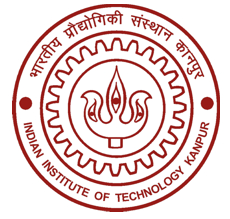 भारतीय प्रौद्योगिकी संस्थान कानपुर
INDIAN INSTITUTE OF TECHNOLOGY KANPUR